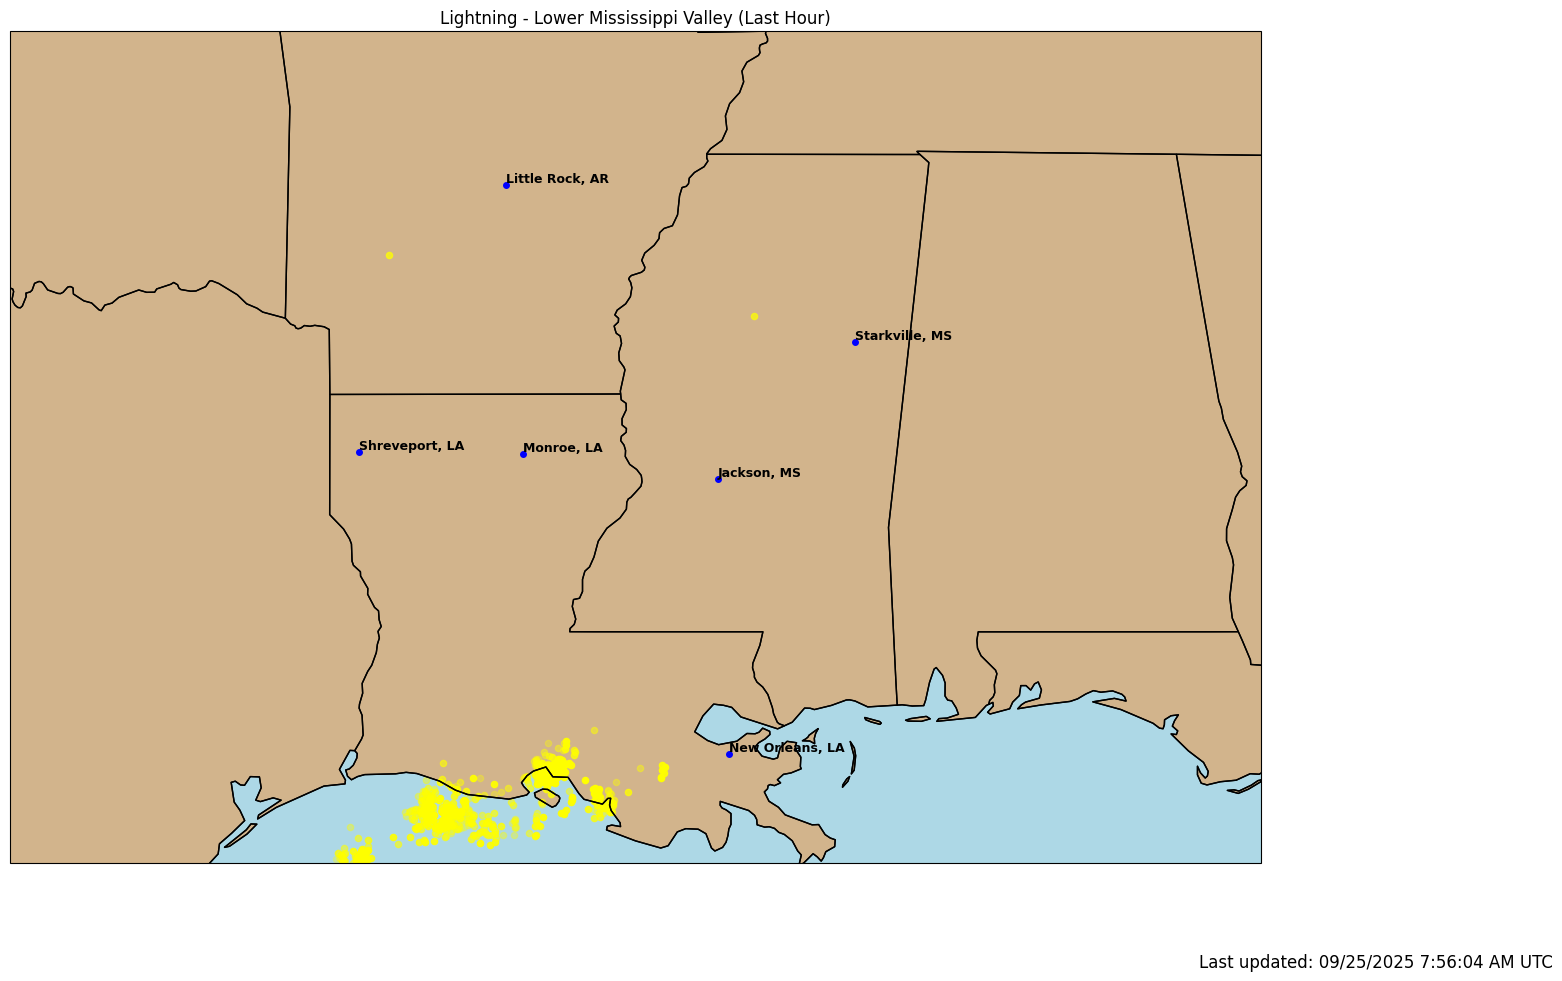 Lightning - Lower Mississippi Valley (Last Hour)
Little Rock, AR
Starkville, MS
Shreveport, LA
Monroe, LA
Jackson, MS
New Orleans, LA
Last updated: 09/25/2025 7:56:04 AM UTC